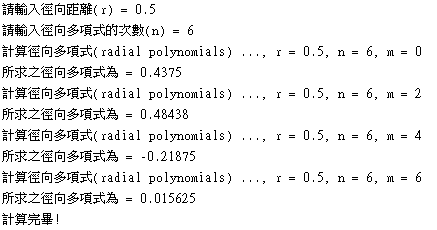 請輸入徑向距離(r) = 0.5
請輸入徑向多項式的次數(n) = 6
計算徑向多項式(radial polynomials) ..., r = 0.5, n = 6, m = 0
所求之徑向多項式為 = 0.4375
計算徑向多項式(radial polynomials) ..., r = 0.5, n = 6, m = 2
所求之徑向多項式為 = 0.48438
計算徑向多項式(radial polynomials) ..., r = 0.5, n = 6, m = 4
所求之徑向多項式為 = -0.21875
計算徑向多項式(radial polynomials) ..., r = 0.5, n = 6, m = 6
所求之徑向多項式為 = 0.015625
計算完畢!